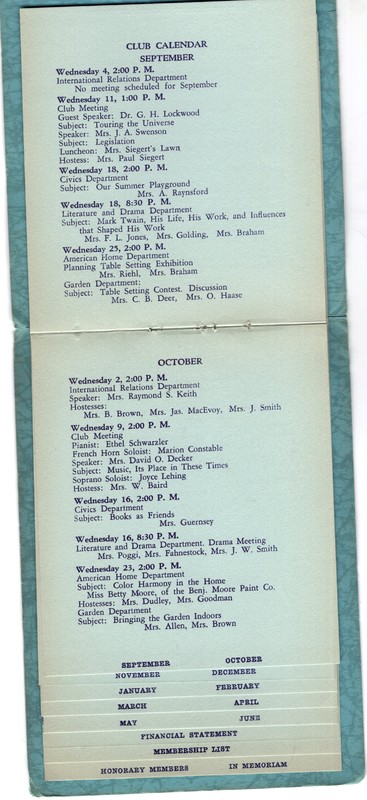 CLUB CALENDAR
SEPTEMBER
Wednesday 4, 2:00 P. M.
International Relations Department
No meeting scheduled for September
Wednesday 11, 1:00 P. M.
Club Meeting
Guest Speaker: Dr. G. H. Lockwood
Subject: Touring the Universe
Speaker: Mrs. J. A. Swenson
Subject: Legislation
Luncheon: Mrs. Siegert's Lawn
Hostess: Mrs. Paul Siegert
Wednesday 18, 2:00 P. M.
Civics Department
Subject: Our Summer Playground
Mrs. A. Raynsford
Wednesday 18, 8:30 P. M.
Literature and Drama Department
Subject: Mark Twain, His Life, His Work, and Influences
that Shaped His Work
Mrs. F. L. Jones, Mrs. Golding, Mrs. Braham
Wednesday 25, 2:00 P. M.
American Home Department
Planning Table Setting Exhibition
Mrs. Riehl, Mrs. Braham
Garden Department:
Subject: Table Setting Contest. Discussion
Mrs. C. B. Deer, Mrs. O. Haase
OCTOBER
Wednesday 2, 2:00 P. M.
International Relations Department
Speaker: Mrs. Raymond S. Keith
Hostesses:
Mrs. B. Brown, Mrs. Jas. MacEvoy, Mrs. J. Smith
Wednesday 9, 2:00 P. M.
Club Meeting
Pianist: Ethel Schwarzler
French Horn Soloist: Marion Constable
Speaker: Mrs. David O. Decker
Subject: Music, Its Place in These Times
Soprano Soloist: Joyce Lehing
Hostess: Mrs. W. Baird
Wednesday 16, 2:00 P. M.
Civics Department
Subject: Books as Friends
Mrs. Guernsey
Wednesday 16, 8:30 P. M.
Literature and Drama Department. Drama Meeting
Mrs. Poggi, Mrs. Fahnestock, Mrs. J. W. Smith
Wednesday 23, 2:00 P. M.
American Home Department
Subject: Color Harmony in the Home
Miss Betty Moore, of the Benj. Moore Paint Co.
Hostesses: Mrs. Dudley, Mrs. Goodman
Garden Department
Subject: Bringing the Garden Indoors
Mrs. Allen, Mrs. Brown
SEPTEMBER OCTOBER
NOVEMBER DECEMBER
JANUARY FEBRUARY
MARCH APRIL
MAY JUNE
FINANCIAL STATEMENT
MEMBERSHIP LIST
HONORARY MEMBERS IN MEMORIAM